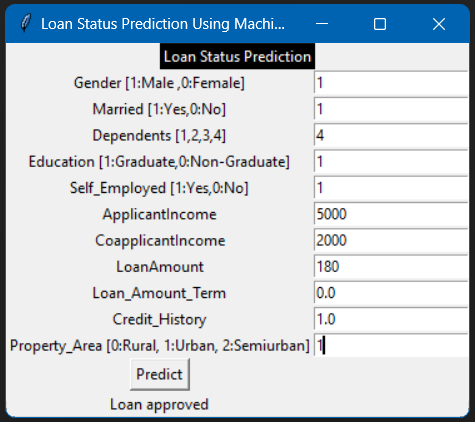 Loan Status Prediction Using Machi...
Loan Status Prediction
Gender [1:Male ,0:Female] 1
Married [1:Yes,0:No] 1
Dependents [1,2,3,4] 4
Education [1:Graduate,0:Non-Graduate] 1
Self_Employed [1:Yes,0:No] 1
ApplicantIncome 5000
CoapplicantIncome 2000
LoanAmount 180
Loan_Amount_Term 0.0
Credit_History 1.0
Property_Area [0:Rural, 1:Urban, 2:Semiurban] 1
Predict
Loan approved